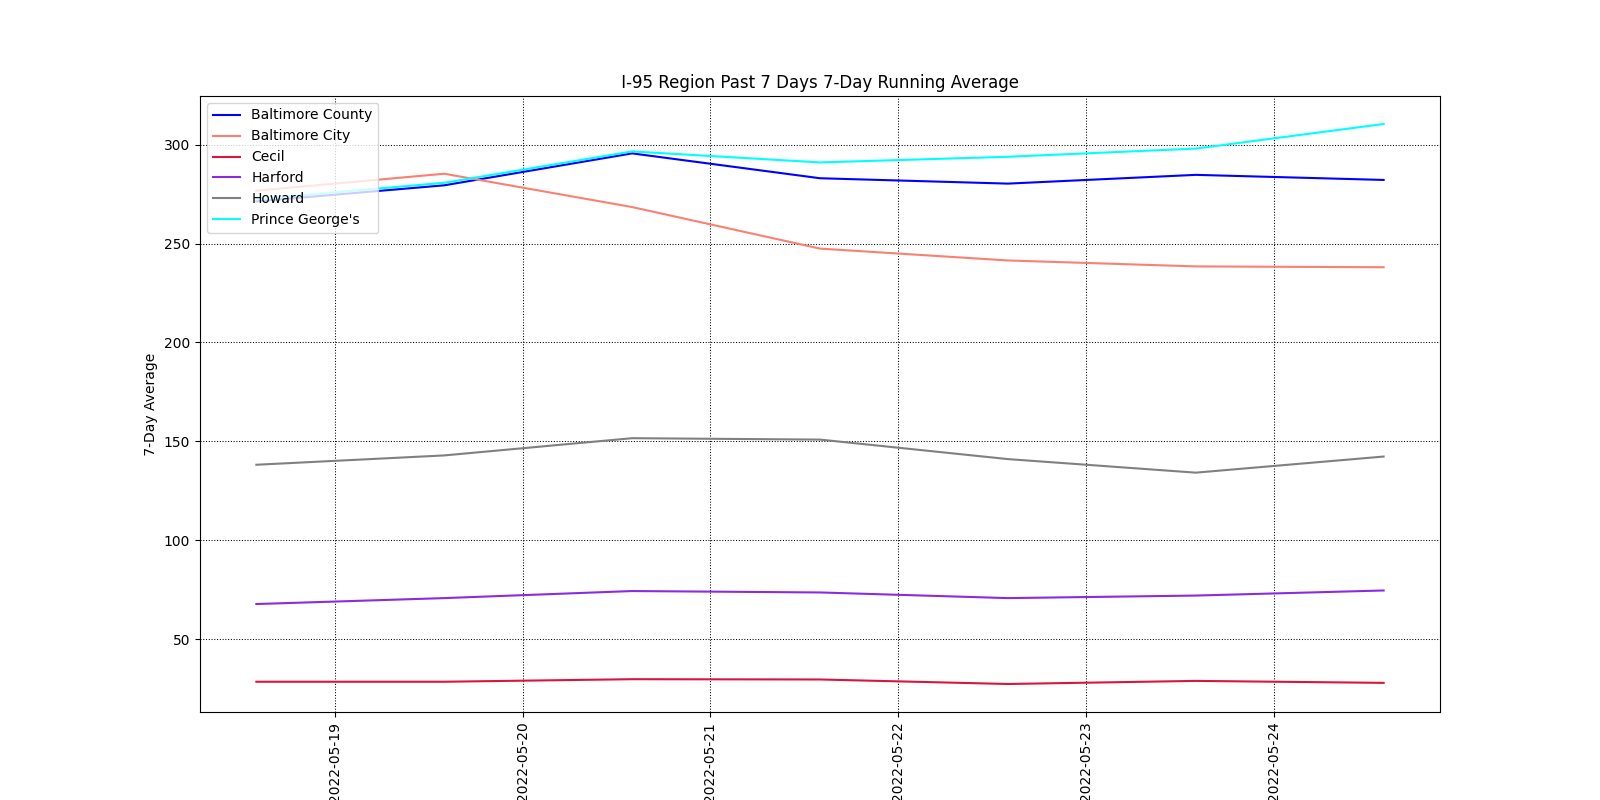 I-95 Region Past 7 Days 7-Day Running Average
Baltimore County
Baltimore City
Cecil
Harford
Howard
Prince George's
300
250
200
150
100
50
7-Day Average
2022-05-19
2022-05-20
2022-05-21
2022-05-22
2022-05-23
2022-05-24